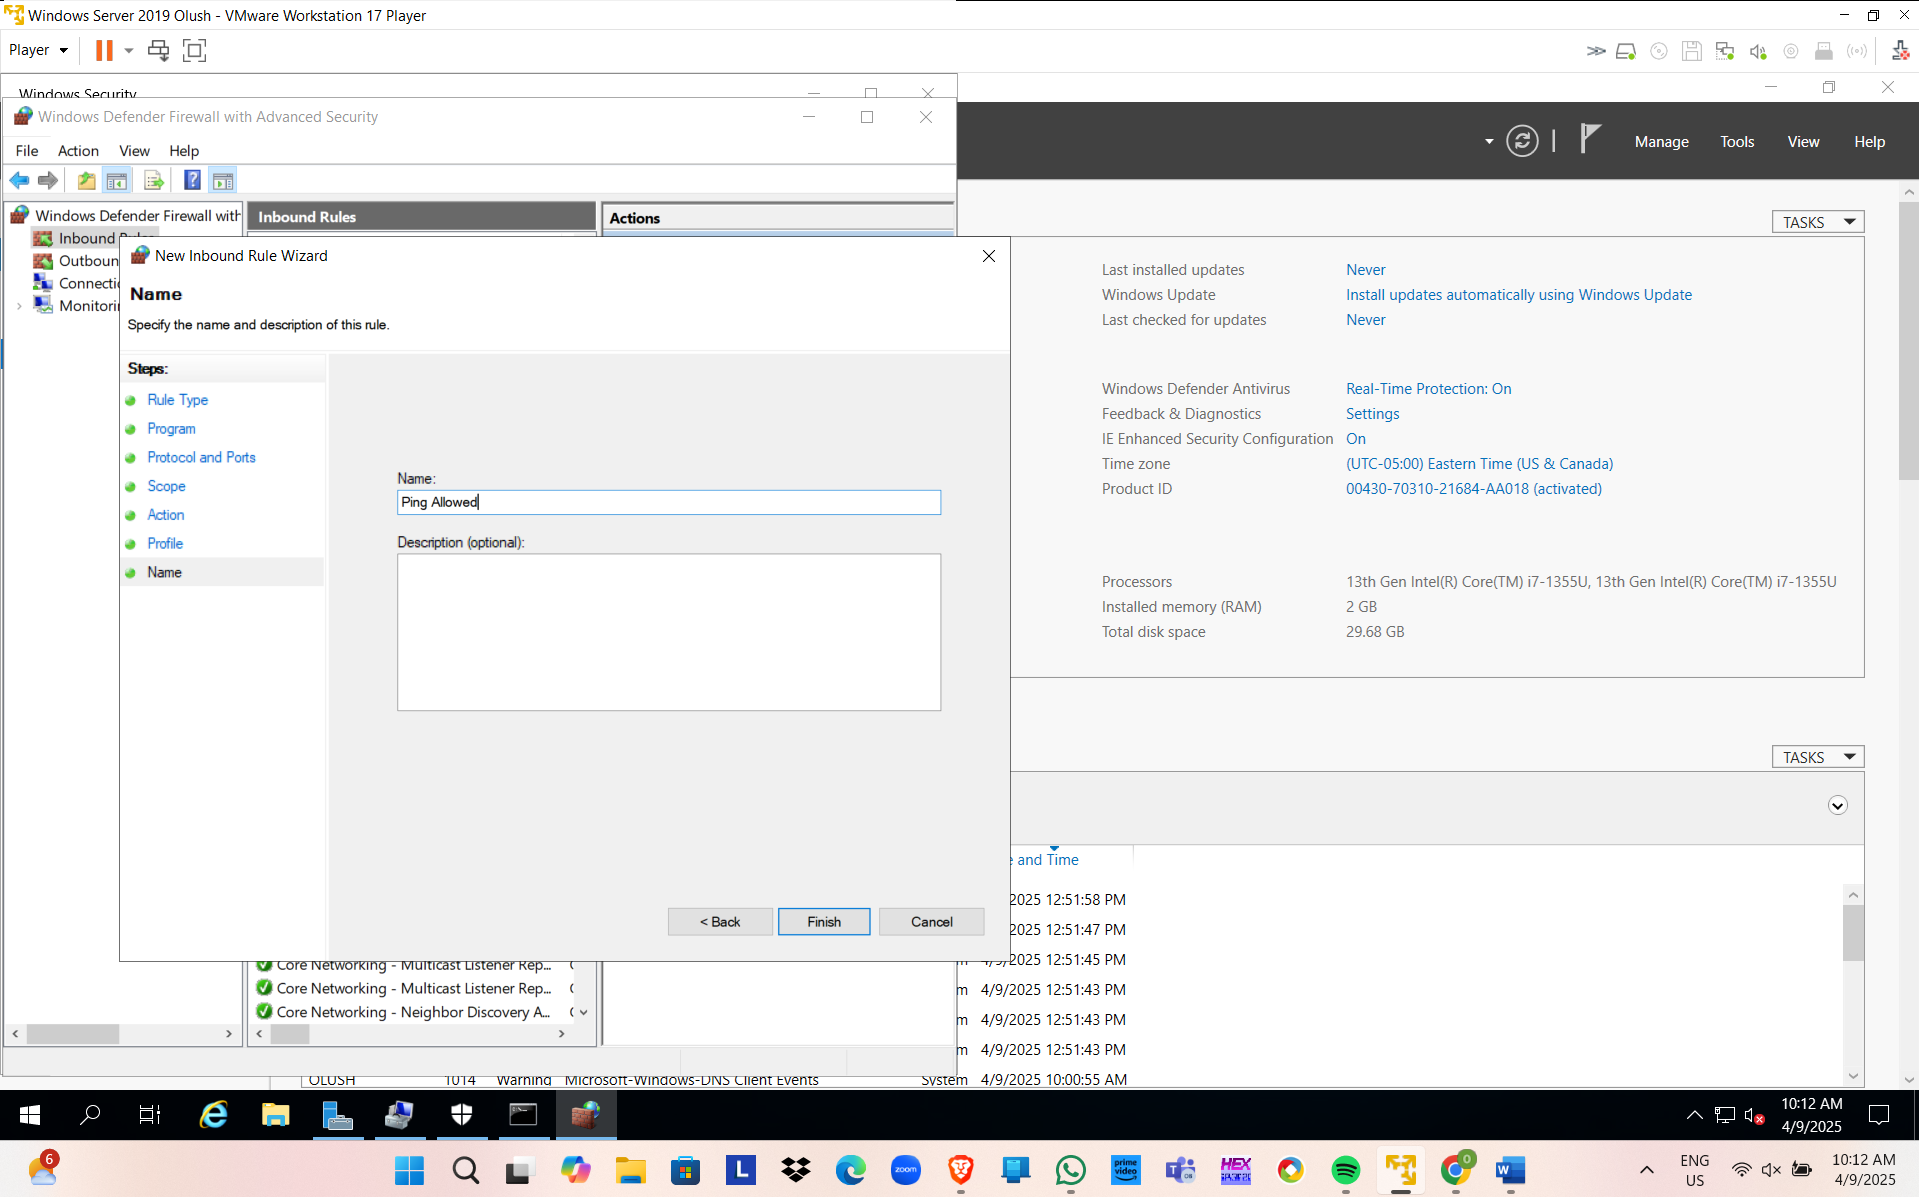 Windows Server 2019 Olush - VMware Workstation 17 Player
Player
Windows Security
Windows Defender Firewall with Advanced Security
File Action View Help
Manage Tools View Help
Windows Defender Firewall with
Inbound Rules
Actions
TASKS
Inbound Rules
Outboun
Connecti
Monitorin
New Inbound Rule Wizard
Name
Specify the name and description of this rule.
Steps:
Rule Type
Program
Protocol and Ports
Scope
Action
Profile
Name
Name:
Ping Allowed
Description (optional):
< Back
Finish
Cancel
Last installed updates Never
Windows Update Install updates automatically using Windows Update
Last checked for updates Never
Windows Defender Antivirus Real-Time Protection: On
Feedback & Diagnostics Settings
IE Enhanced Security Configuration On
Time zone (UTC-05:00) Eastern Time (US & Canada)
Product ID 00430-70310-21684-AA018 (activated)
Processors 13th Gen Intel(R) Core(TM) i7-1355U, 13th Gen Intel(R) Core(TM) i7-1355U
Installed memory (RAM) 2 GB
Total disk space 29.68 GB
TASKS
e and Time
2025 12:51:58 PM
2025 12:51:47 PM
m 4/9/2025 12:51:45 PM
m 4/9/2025 12:51:43 PM
m 4/9/2025 12:51:43 PM
m 4/9/2025 12:51:43 PM
Core Networking - Multicast Listener Rep...
Core Networking - Multicast Listener Rep...
Core Networking - Neighbor Discovery A...
OLUSH 1014 Warning Microsoft-Windows-DNS Client Events System 4/9/2025 10:00:55 AM
10:12 AM
4/9/2025
6
L
zoom
prime video
HEX
0
W
ENG
US
10:12 AM
4/9/2025